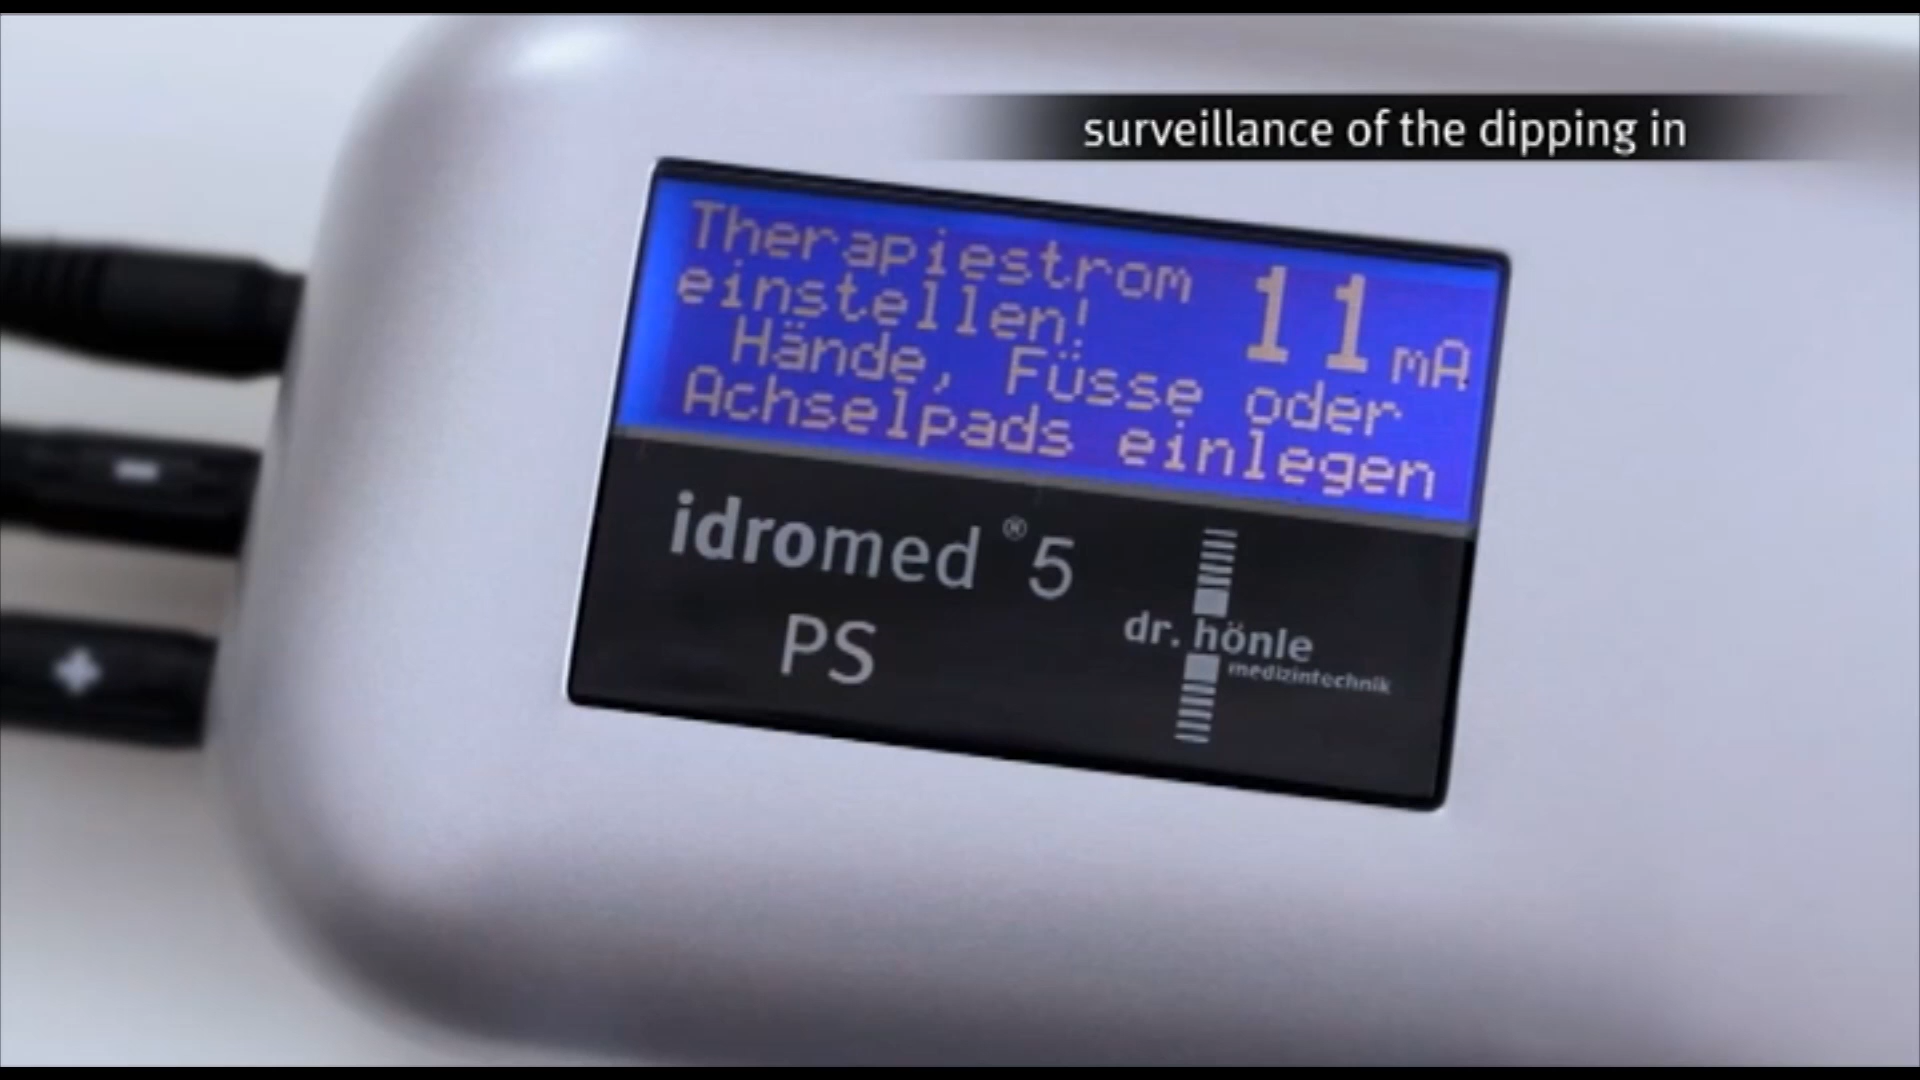 surveillance of the dipping in
Therapiestrom 11 mA
einstellen!
Hände, Füsse oder
Achselpads einlegen
idromed® 5
PS
dr. hönle
medizintechnik